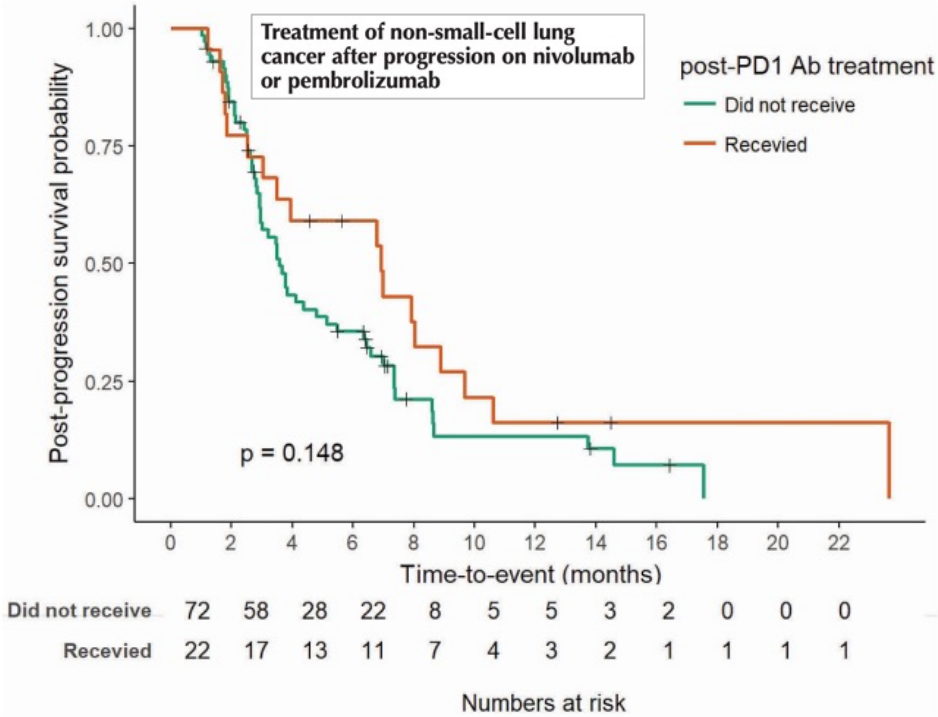 Treatment of non-small-cell lung
cancer after progression on nivolumab
or pembrolizumab
post-PD1 Ab treatment
Did not receive
Recevied
Post-progression survival probability
1.00
0.75
0.50
0.25
0.00
p = 0.148
0 2 4 6 8 10 12 14 16 18 20 22
Time-to-event (months)
Did not receive 72 58 28 22 8 5 5 3 2 0 0 0
Recevied 22 17 13 11 7 4 3 2 1 1 1 1
Numbers at risk